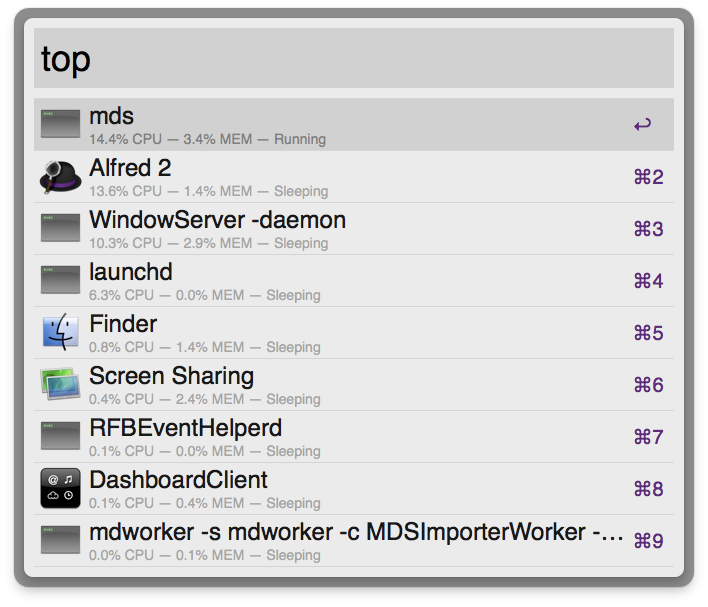 top
mds
14.4% CPU — 3.4% MEM — Running
↩
Alfred 2
13.6% CPU — 1.4% MEM — Sleeping
⌘2
WindowServer -daemon
10.3% CPU — 2.9% MEM — Sleeping
⌘3
launchd
6.3% CPU — 0.0% MEM — Sleeping
⌘4
Finder
0.8% CPU — 1.4% MEM — Sleeping
⌘5
Screen Sharing
0.4% CPU — 2.4% MEM — Sleeping
⌘6
RFBEventHelperd
0.1% CPU — 0.0% MEM — Sleeping
⌘7
DashboardClient
0.1% CPU — 0.4% MEM — Sleeping
⌘8
mdworker -s mdworker -c MDSImporterWorker -...
0.0% CPU — 0.1% MEM — Sleeping
⌘9